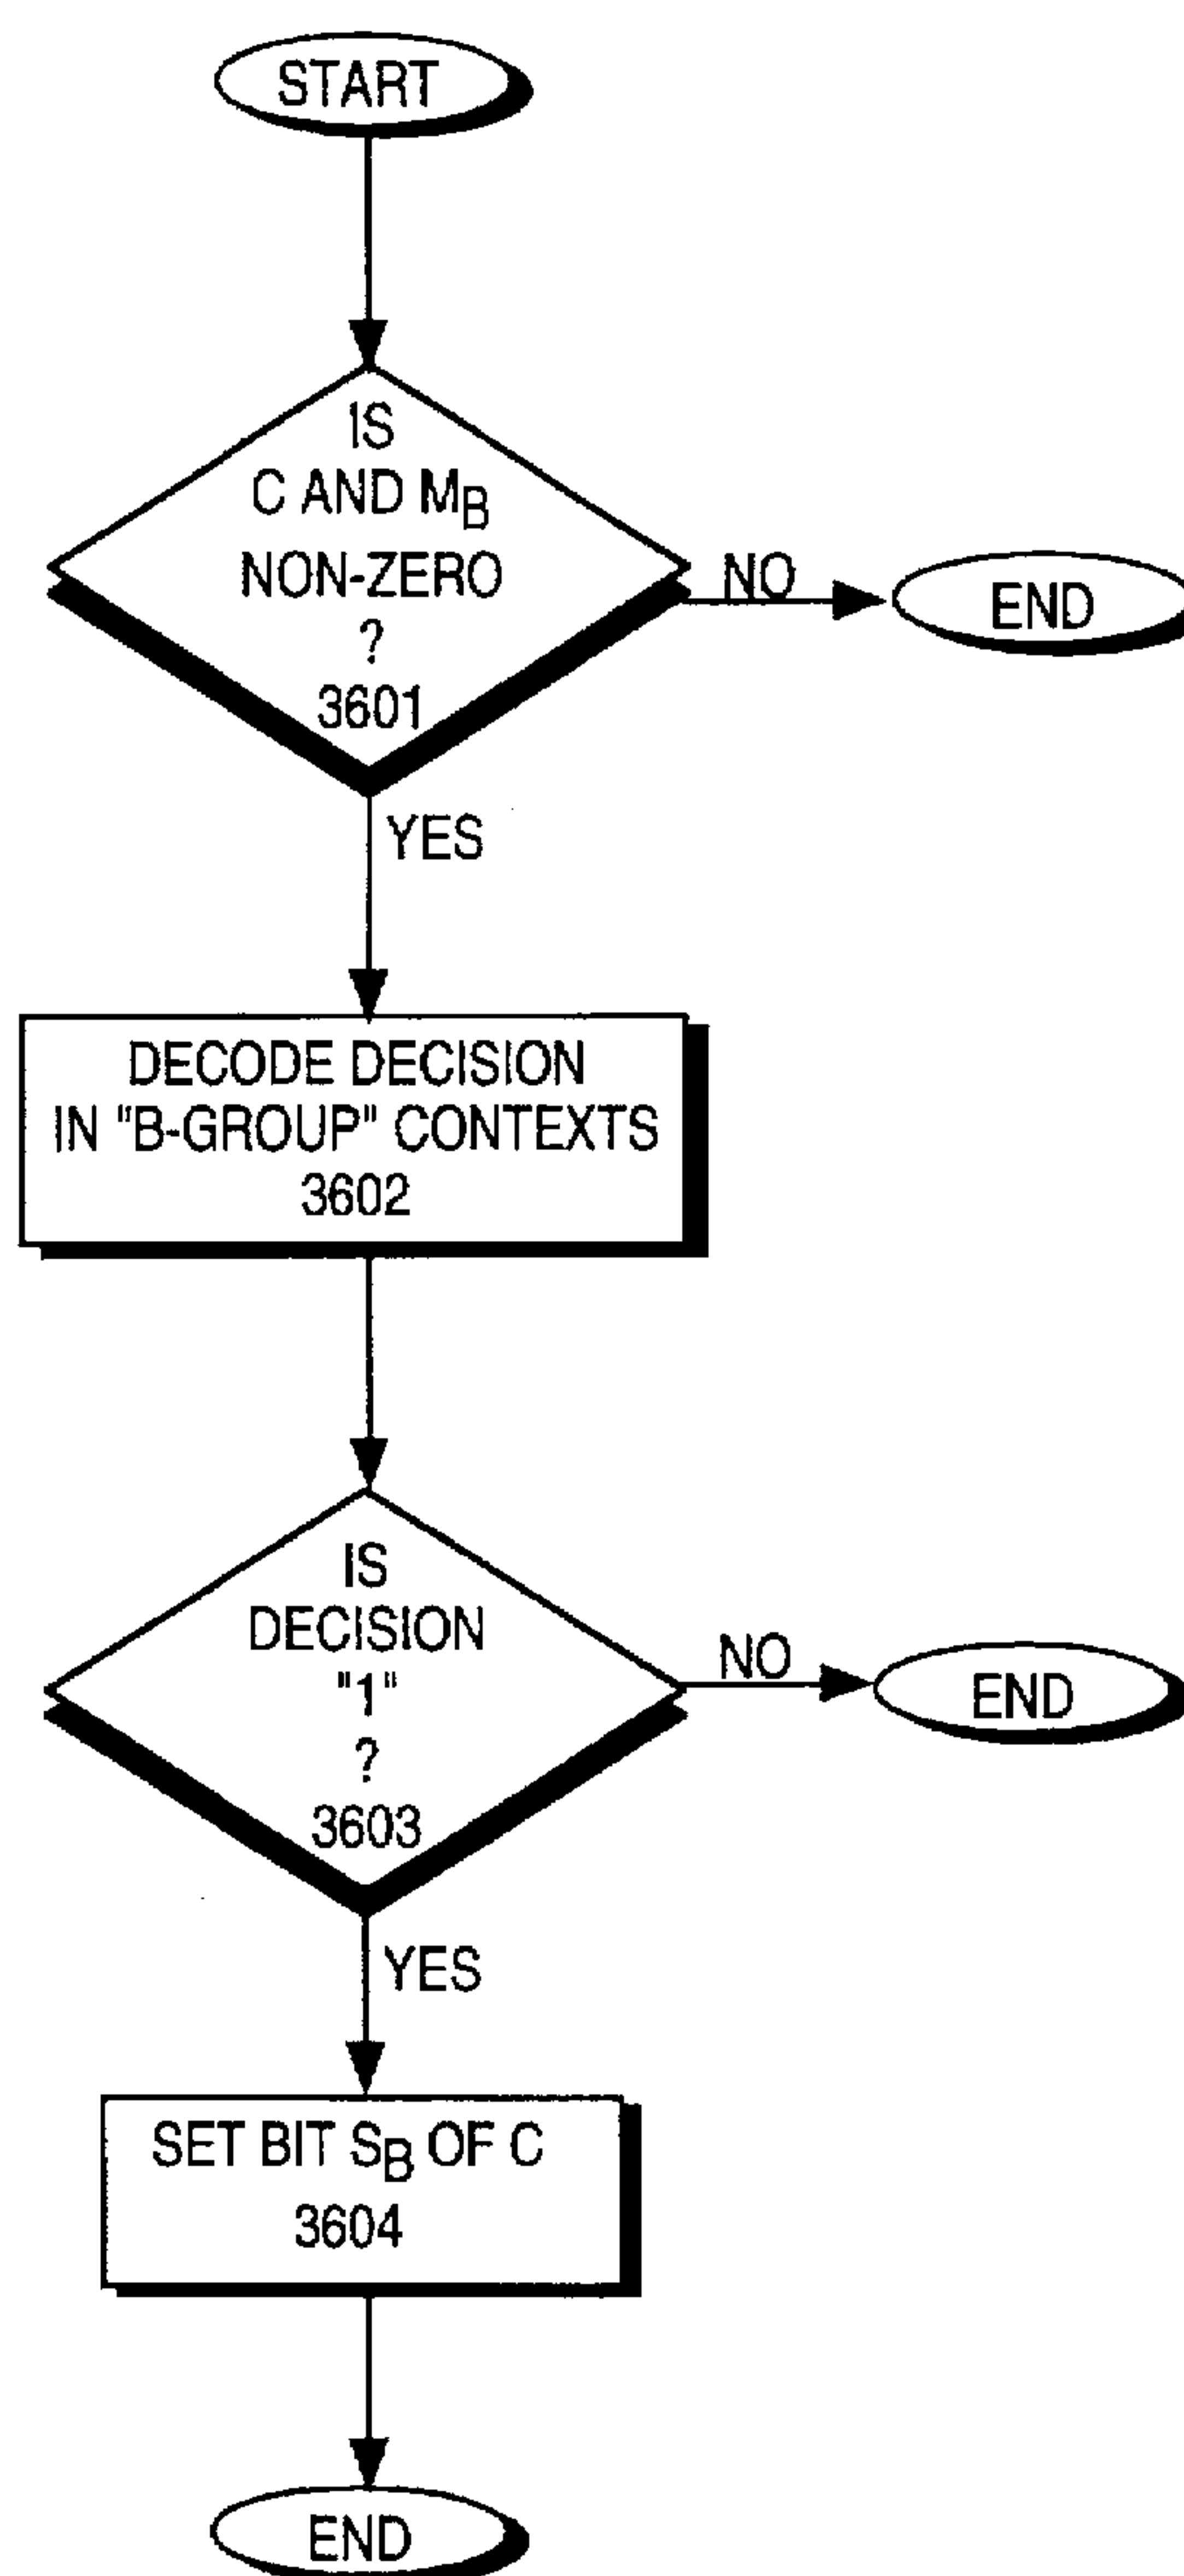 START
IS
C AND MB
NON-ZERO
?
3601
NO
END
YES
DECODE DECISION
IN "B-GROUP" CONTEXTS
3602
IS
DECISION
"1"
?
3603
NO
END
YES
SET BIT SB OF C
3604
END